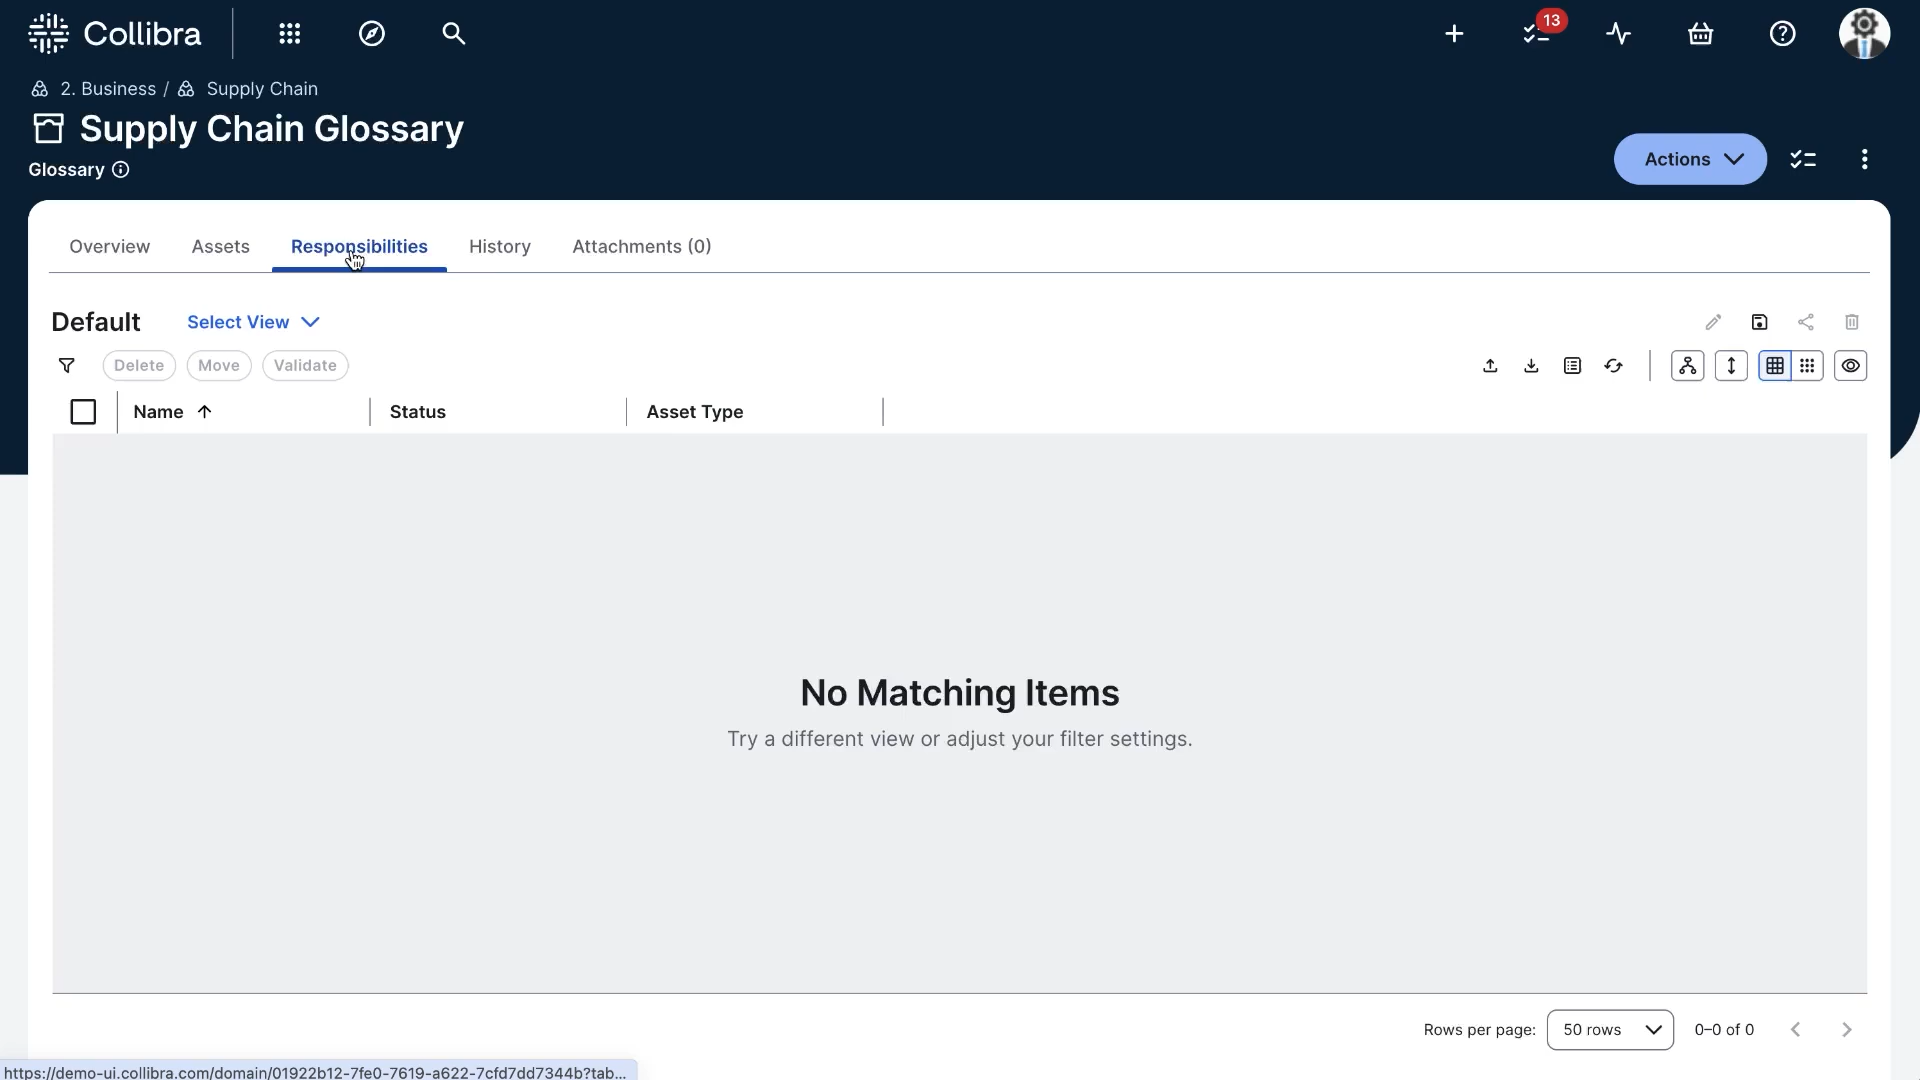 Collibra
13
2. Business / Supply Chain
Supply Chain Glossary
Glossary
Actions
Overview
Assets
Responsibilities
History
Attachments (0)
Default
Select View
Delete
Move
Validate
Name
Status
Asset Type
No Matching Items
Try a different view or adjust your filter settings.
Rows per page:
50 rows
0–0 of 0
https://demo-ui.collibra.com/domain/01922b12-7fe0-7619-a622-7cfd7dd7344b?tab...